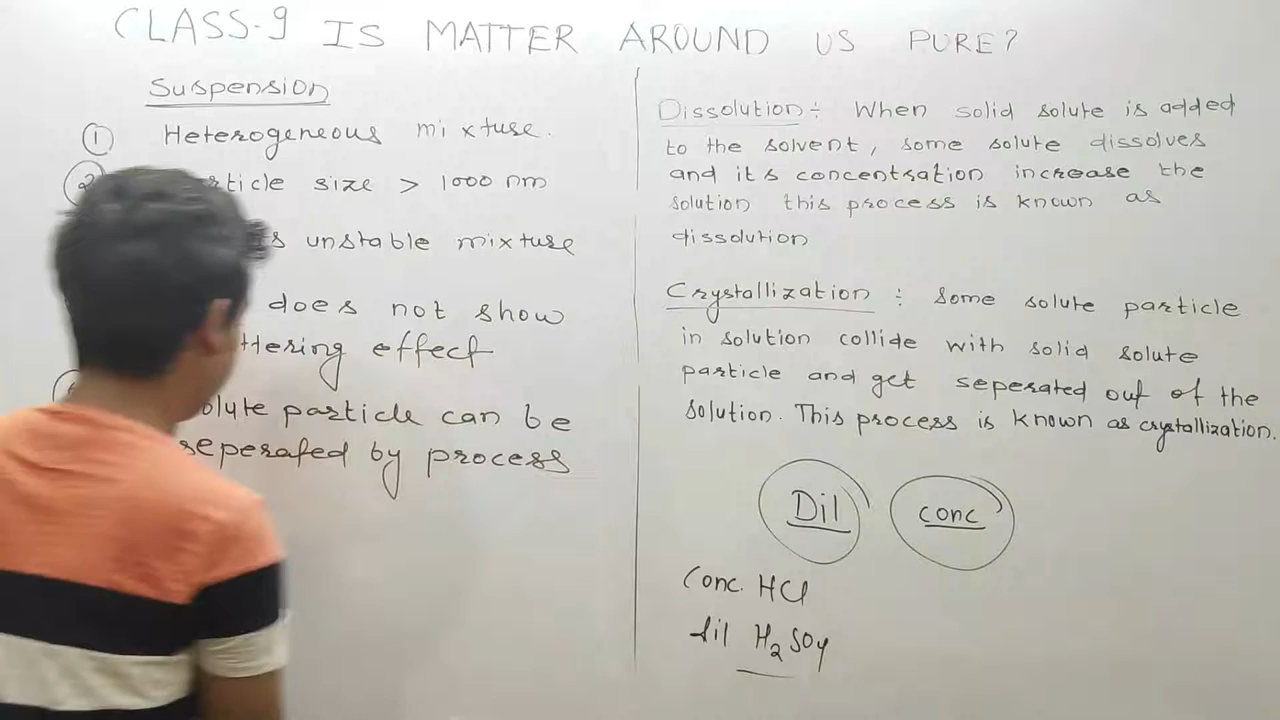 CLASS-9 IS MATTER AROUND US PURE?
Suspension
① Heterogeneous mixture.
② size > 1000 nm
unstable mixture
does not show
effect
particle can be
seperated by process
Dissolution :- When solid solute is added
to the solvent, some solute dissolves
and its concentration increase the
solution this process is known as
dissolution
Crystallization :- Some solute particle
in solution collide with solid solute
particle and get seperated out of the
solution. This process is known as crystallization.
Dil conc
Conc. HCl
dil H₂SO₄